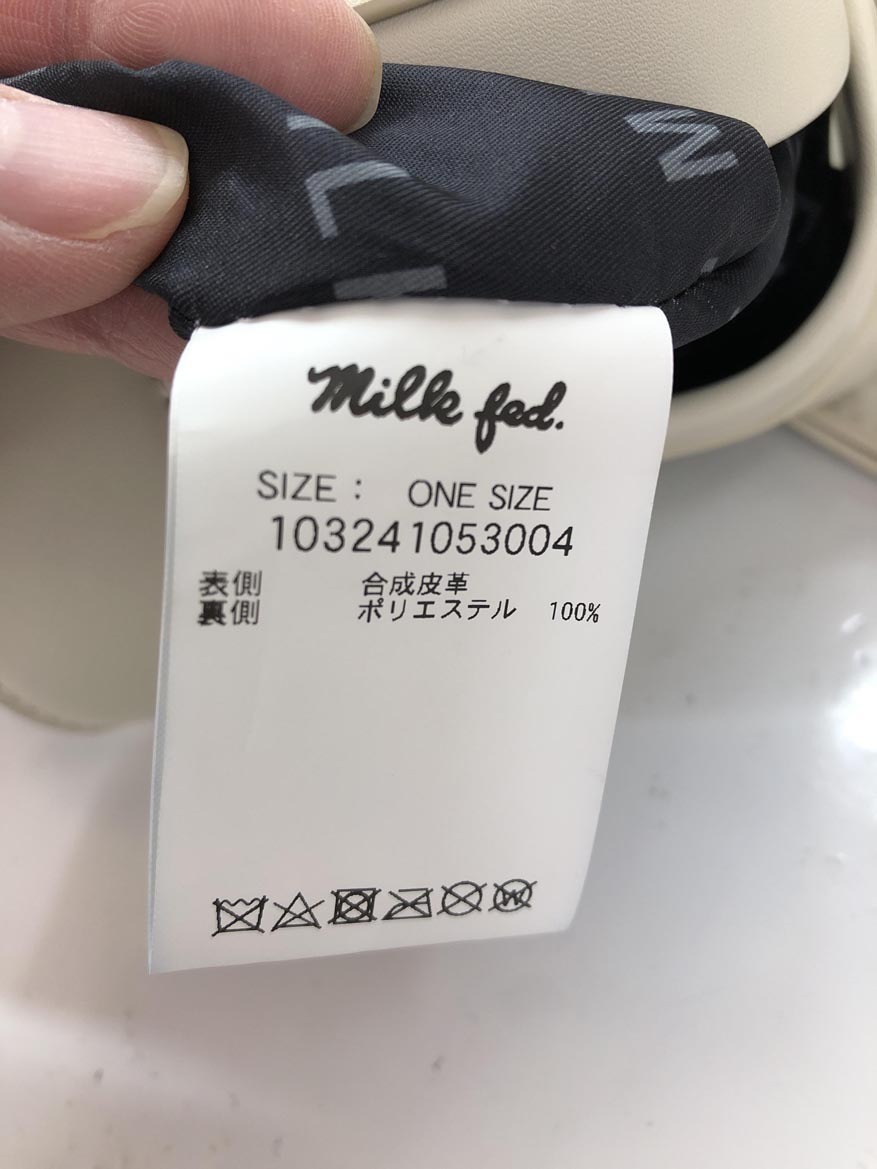 Milk fed.
SIZE : ONE SIZE
103241053004
表側 合成皮革
裏側 ポリエステル 100%